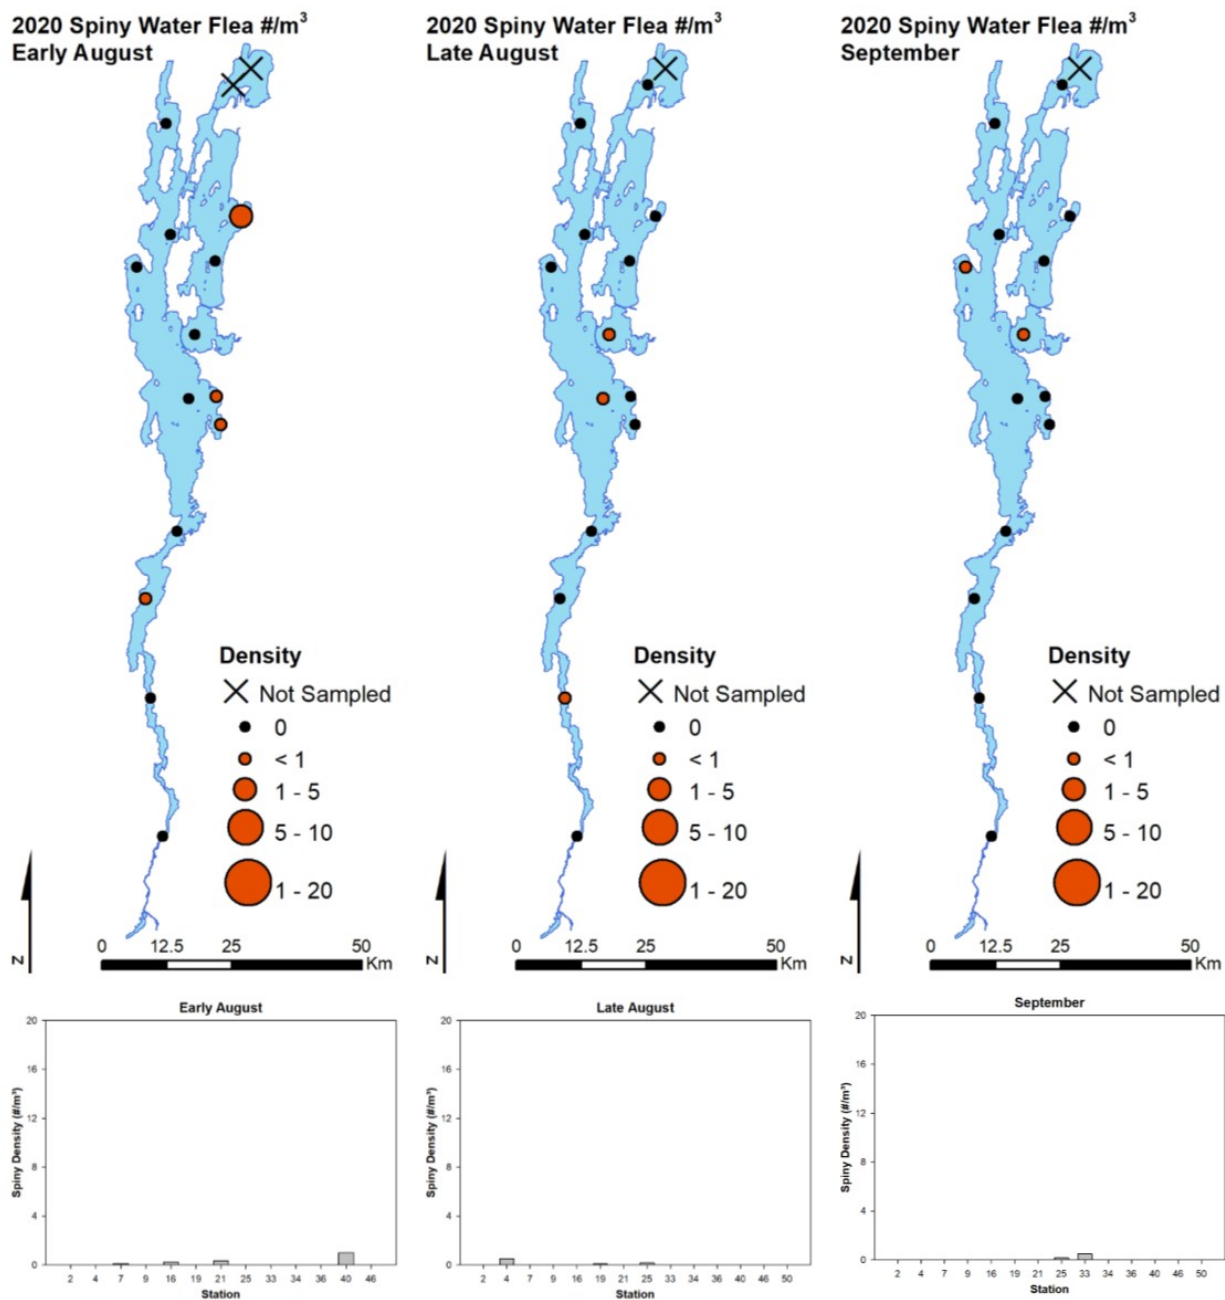 2020 Spiny Water Flea #/m³
Early August
Density
Not Sampled
0
< 1
1 - 5
5 - 10
1 - 20
N
0 12.5 25 50
Km
2020 Spiny Water Flea #/m³
Late August
Density
Not Sampled
0
< 1
1 - 5
5 - 10
1 - 20
N
0 12.5 25 50
Km
2020 Spiny Water Flea #/m³
September
Density
Not Sampled
0
< 1
1 - 5
5 - 10
1 - 20
N
0 12.5 25 50
Km
Early August
Spiny Density (#/m³)
20
16
12
8
4
0
2 4 7 9 16 19 21 25 33 34 36 40 46
Station
Late August
Spiny Density (#/m³)
20
16
12
8
4
0
2 4 7 9 16 19 21 25 33 34 36 40 46 50
Station
September
Spiny Density (#/m³)
20
16
12
8
4
0
2 4 7 9 16 19 21 25 33 34 36 40 46 50
Station